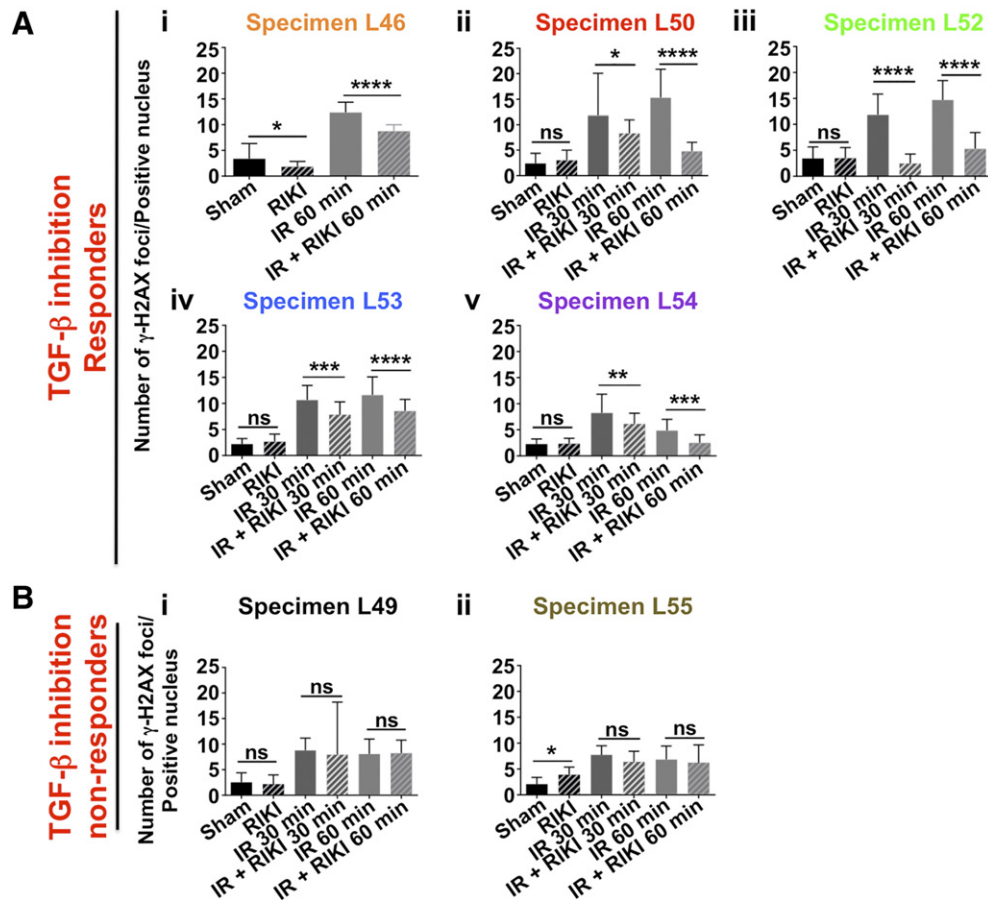 A
TGF-β inhibition
Responders
Number of γ-H2AX foci/Positive nucleus
i
Specimen L46
25
20
15
10
5
0
*
****
Sham
RIKI
IR 60 min
IR + RIKI 60 min
ii
Specimen L50
25
20
15
10
5
0
ns
*
****
Sham
RIKI
IR 30 min
IR + RIKI 30 min
IR 60 min
IR + RIKI 60 min
iii
Specimen L52
25
20
15
10
5
0
ns
****
****
Sham
RIKI
IR 30 min
IR + RIKI 30 min
IR 60 min
IR + RIKI 60 min
iv
Specimen L53
25
20
15
10
5
0
ns
***
****
Sham
RIKI
IR 30 min
IR + RIKI 30 min
IR 60 min
IR + RIKI 60 min
v
Specimen L54
25
20
15
10
5
0
ns
**
***
Sham
RIKI
IR 30 min
IR + RIKI 30 min
IR 60 min
IR + RIKI 60 min
B
TGF-β inhibition
non-responders
Number of γ-H2AX foci/
Positive nucleus
i
Specimen L49
25
20
15
10
5
0
ns
ns
ns
Sham
RIKI
IR 30 min
IR + RIKI 30 min
IR 60 min
IR + RIKI 60 min
ii
Specimen L55
25
20
15
10
5
0
*
ns
ns
Sham
RIKI
IR 30 min
IR + RIKI 30 min
IR 60 min
IR + RIKI 60 min